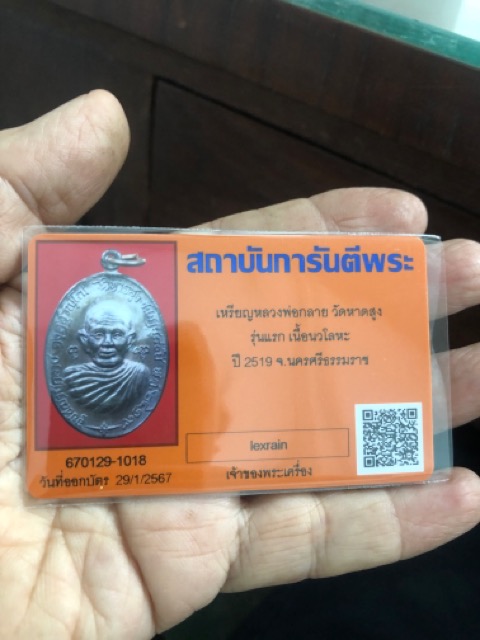 สถาบันการันตีพระ
เหรียญหลวงพ่อกลาย วัดหาดสูง
รุ่นแรก เนื้อนวโลหะ
ปี 2519 จ.นครศรีธรรมราช
lexrain
เจ้าของพระเครื่อง
670129-1018
วันที่ออกบัตร 29/1/2567